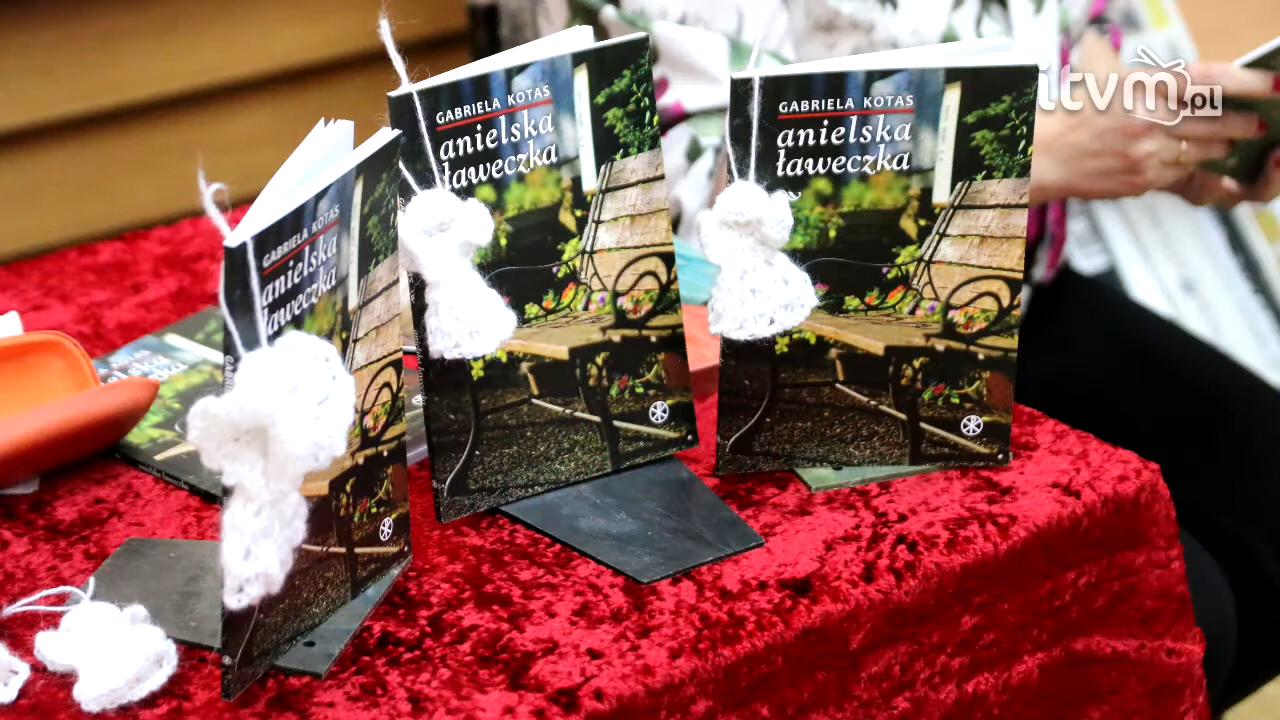 GABRIELA KOTAS
anielska
ławeczka
GABRIELA KOTAS
anielska
ławeczka
GABRIELA KOTAS
anielska
ławeczka
itvm.pl